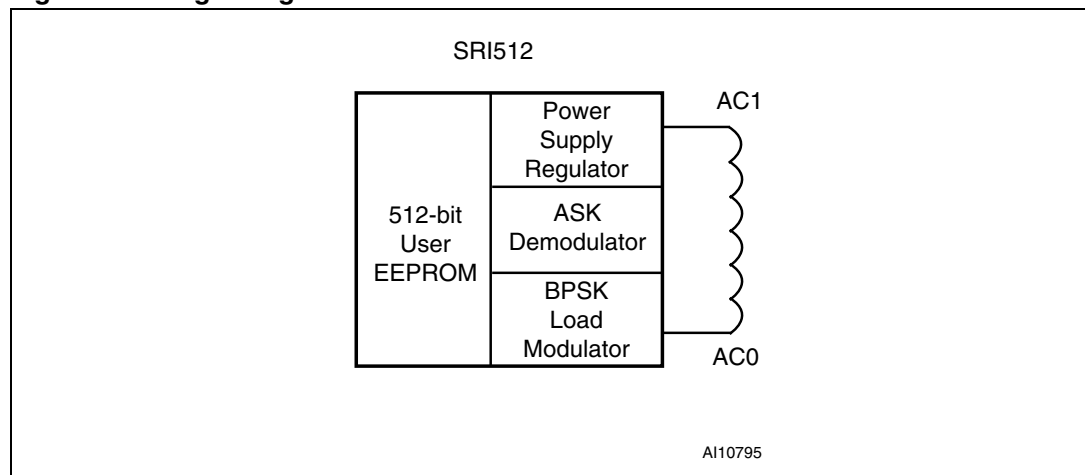 SRI512
AC1
Power
Supply
Regulator
512-bit
User
EEPROM
ASK
Demodulator
BPSK
Load
Modulator
AC0
AI10795